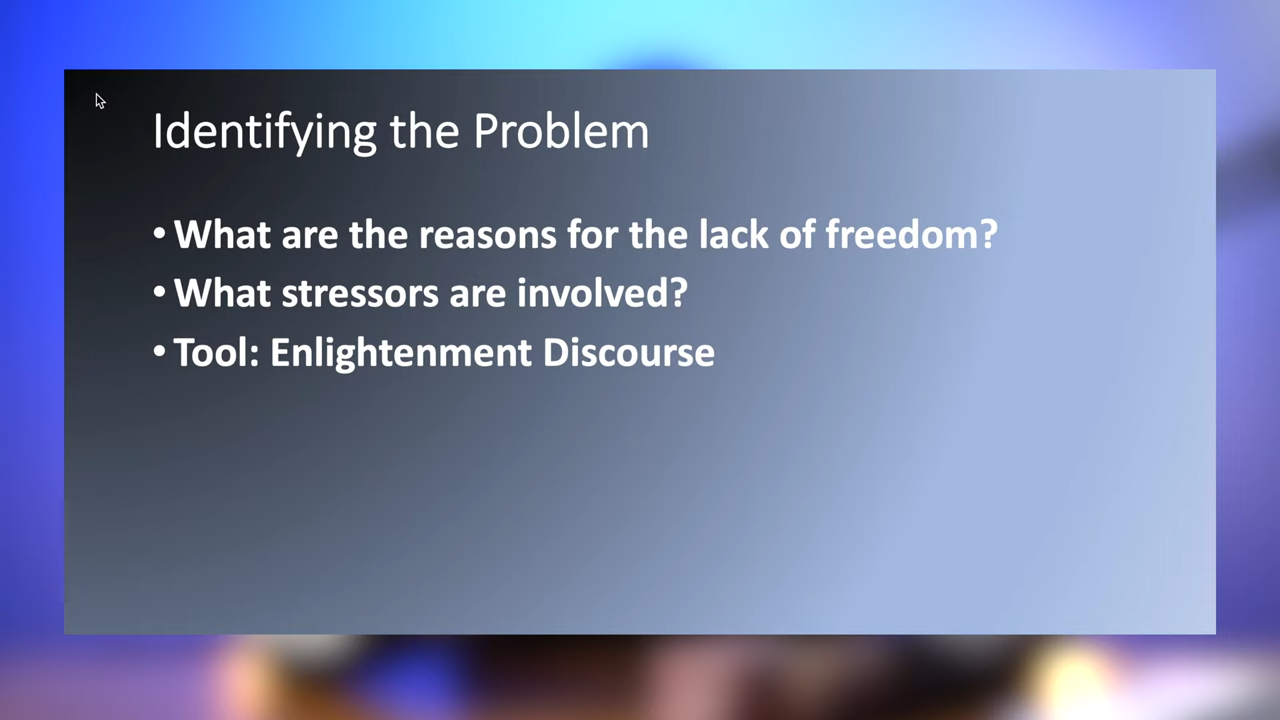 Identifying the Problem
• What are the reasons for the lack of freedom?
• What stressors are involved?
• Tool: Enlightenment Discourse